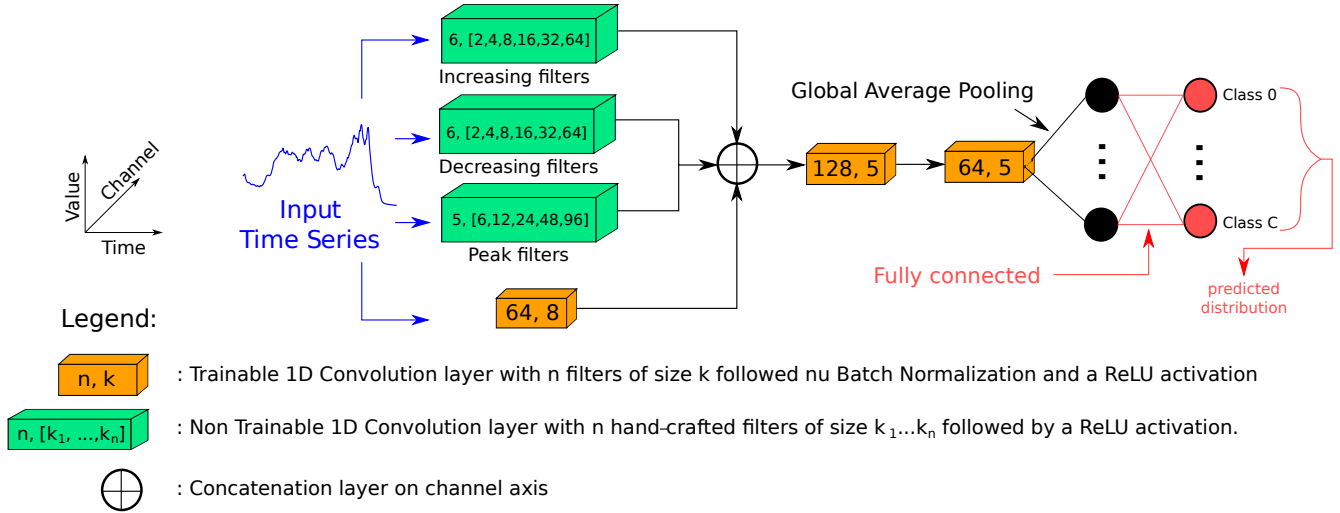 6, [2,4,8,16,32,64]
Increasing filters
6, [2,4,8,16,32,64]
Decreasing filters
5, [6,12,24,48,96]
Peak filters
64, 8
Input
Time Series
Value
Channel
Time
128, 5
64, 5
Global Average Pooling
Class 0
Class C
Fully connected
predicted
distribution
Legend:
n, k
: Trainable 1D Convolution layer with n filters of size k followed nu Batch Normalization and a ReLU activation
n, [k₁, ...,kₙ]
: Non Trainable 1D Convolution layer with n hand-crafted filters of size k₁...kₙ followed by a ReLU activation.
: Concatenation layer on channel axis